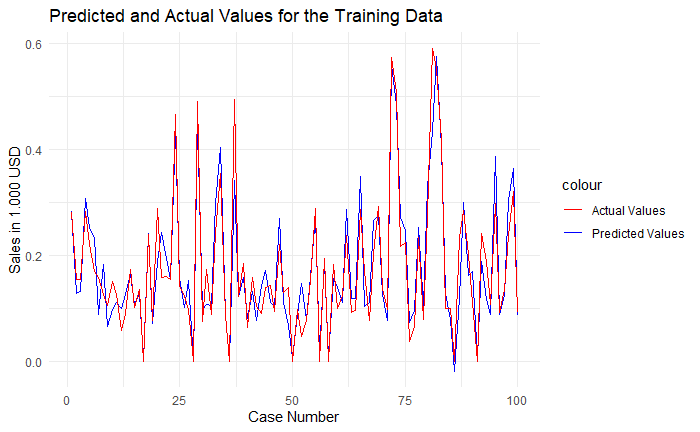 Predicted and Actual Values for the Training Data
0.6
0.4
0.2
0.0
Sales in 1.000 USD
0 25 50 75 100
Case Number
colour
Actual Values
Predicted Values